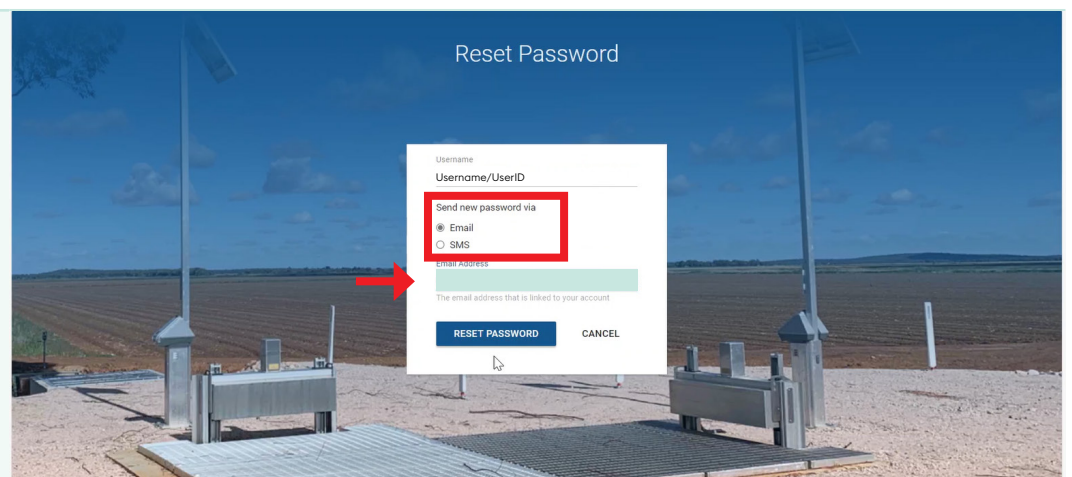 Reset Password
Username
Username/UserID
Send new password via
Email
SMS
Email Address
The email address that is linked to your account
RESET PASSWORD CANCEL